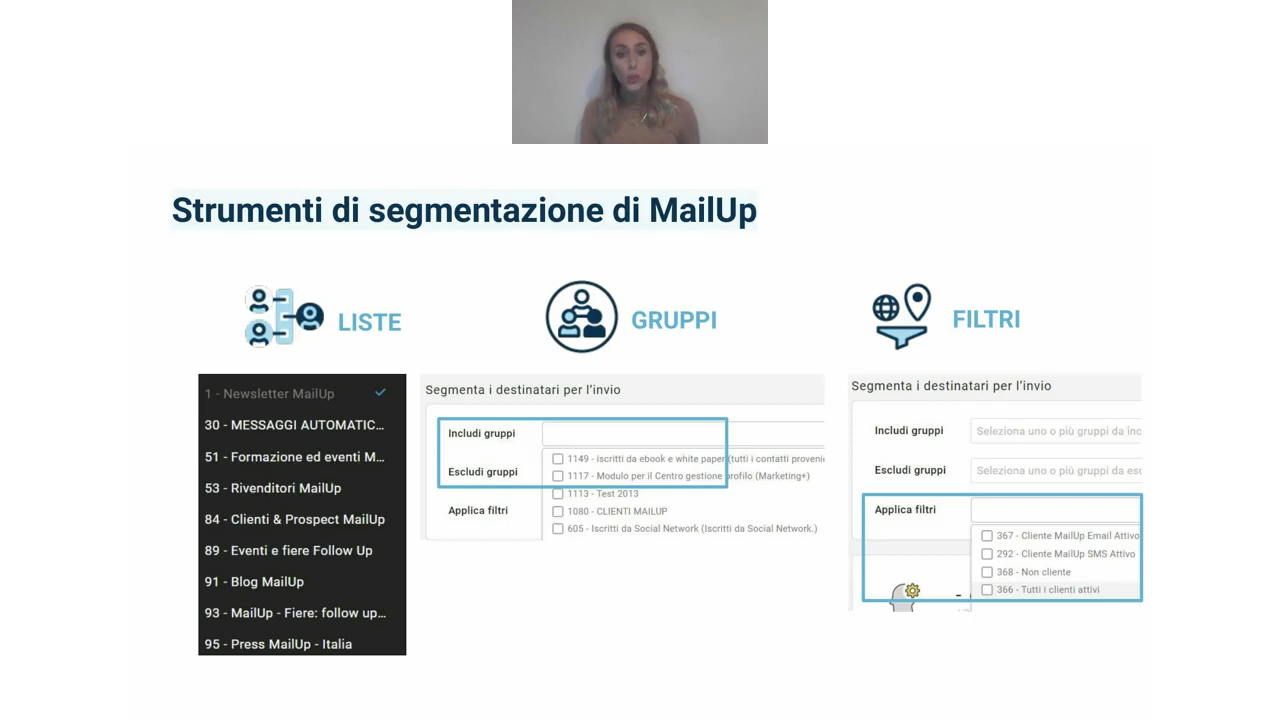 Strumenti di segmentazione di MailUp
LISTE
1 - Newsletter MailUp
30 - MESSAGGI AUTOMATIC...
51 - Formazione ed eventi M...
53 - Rivenditori MailUp
84 - Clienti & Prospect MailUp
89 - Eventi e fiere Follow Up
91 - Blog MailUp
93 - MailUp - Fiere: follow up...
95 - Press MailUp - Italia
GRUPPI
Segmenta i destinatari per l'invio
Includi gruppi
Escludi gruppi
Applica filtri
1149 - iscritti da ebook e white paper (tutti i contatti provenie
1117 - Modulo per il Centro gestione profilo (Marketing+)
1113 - Test 2013
1080 - CLIENTI MAILUP
605 - Iscritti da Social Network (Iscritti da Social Network.)
FILTRI
Segmenta i destinatari per l'invio
Includi gruppi
Seleziona uno o più gruppi da inc
Escludi gruppi
Seleziona uno o più gruppi da esc
Applica filtri
367 - Cliente MailUp Email Attivo
292 - Cliente MailUp SMS Attivo
368 - Non cliente
366 - Tutti i clienti attivi